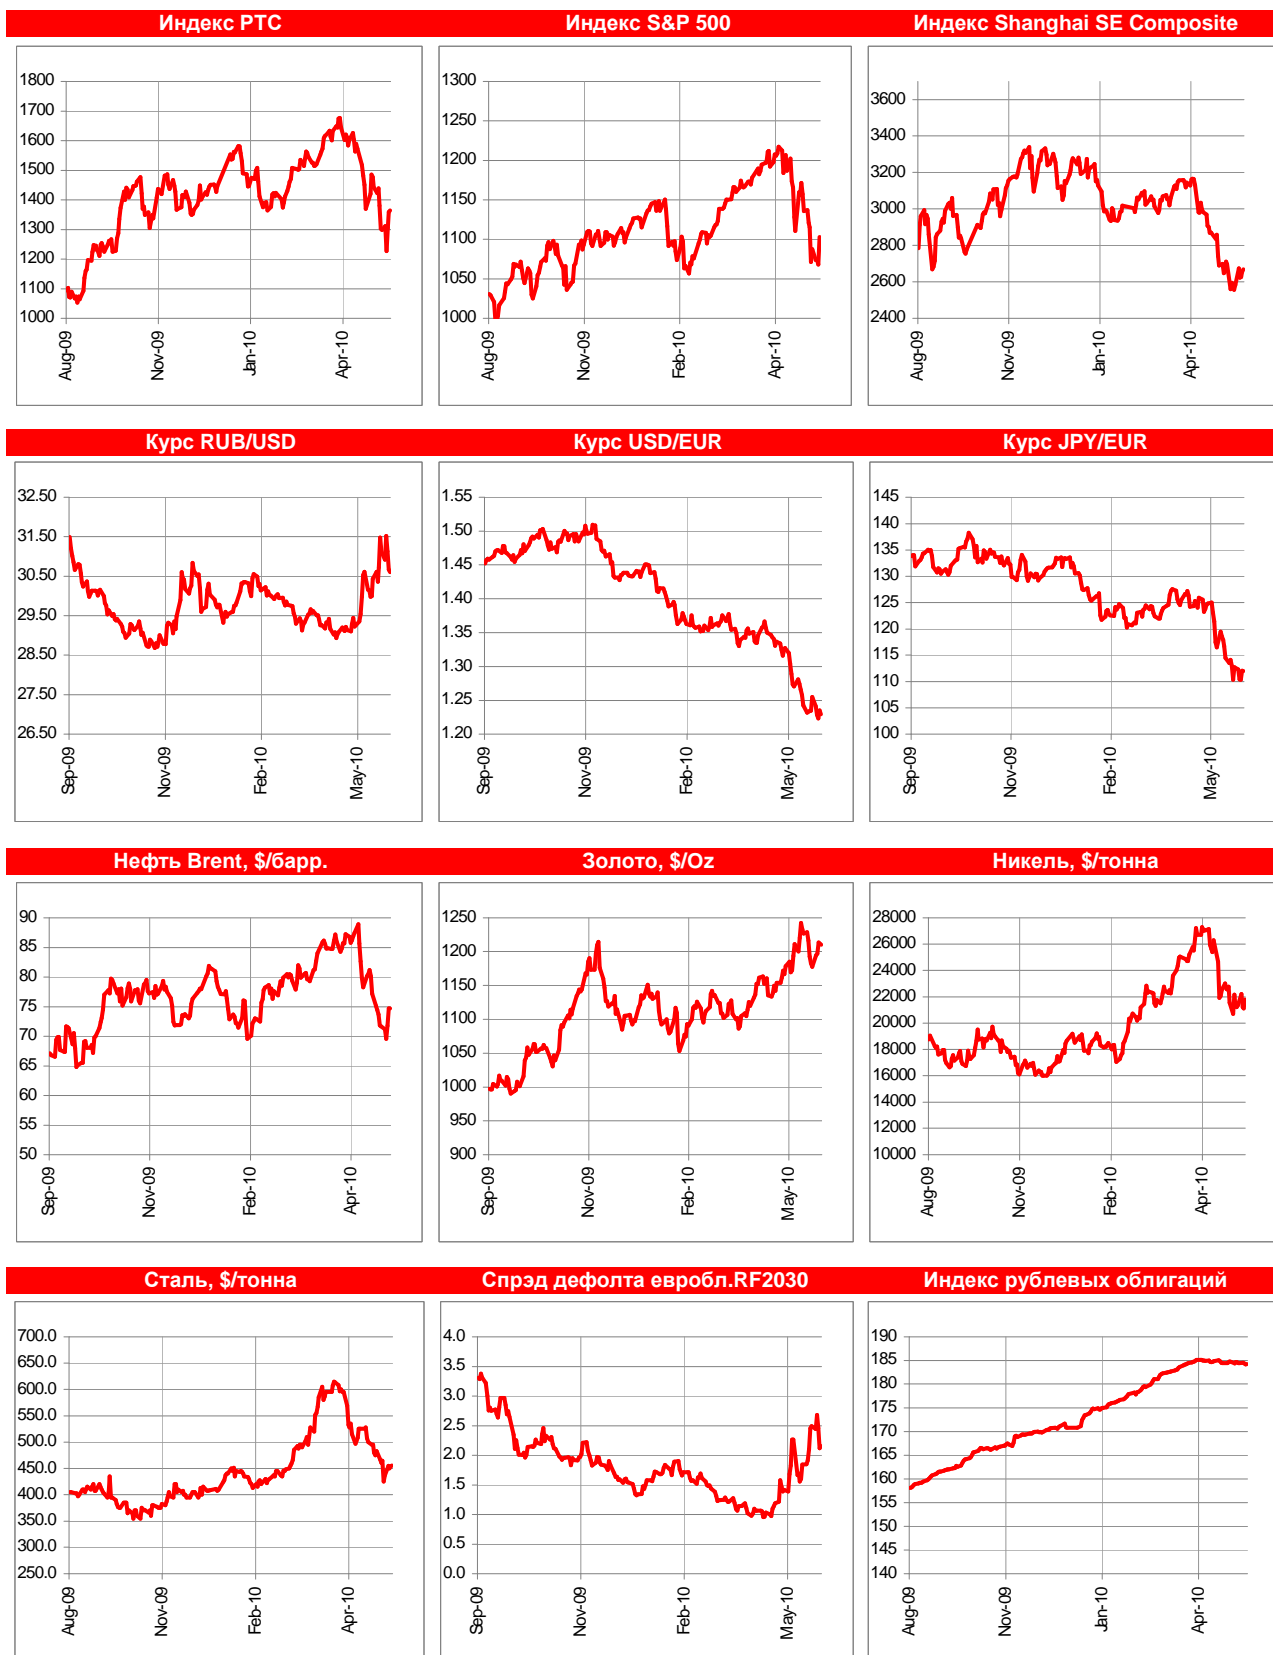 Индекс РТС
1800
1700
1600
1500
1400
1300
1200
1100
1000
Aug-09
Nov-09
Jan-10
Apr-10
Индекс S&P 500
1300
1250
1200
1150
1100
1050
1000
Aug-09
Nov-09
Feb-10
Apr-10
Индекс Shanghai SE Composite
3600
3400
3200
3000
2800
2600
2400
Aug-09
Nov-09
Jan-10
Apr-10
Курс RUB/USD
32.50
31.50
30.50
29.50
28.50
27.50
26.50
Sep-09
Nov-09
Feb-10
May-10
Курс USD/EUR
1.55
1.50
1.45
1.40
1.35
1.30
1.25
1.20
Sep-09
Nov-09
Feb-10
May-10
Курс JPY/EUR
145
140
135
130
125
120
115
110
105
100
Sep-09
Nov-09
Feb-10
May-10
Нефть Brent, $/барр.
90
85
80
75
70
65
60
55
50
Sep-09
Nov-09
Feb-10
Apr-10
Золото, $/Oz
1250
1200
1150
1100
1050
1000
950
900
Sep-09
Nov-09
Feb-10
May-10
Никель, $/тонна
28000
26000
24000
22000
20000
18000
16000
14000
12000
10000
Aug-09
Nov-09
Feb-10
Apr-10
Сталь, $/тонна
700.0
650.0
600.0
550.0
500.0
450.0
400.0
350.0
300.0
250.0
Aug-09
Nov-09
Feb-10
Apr-10
Спрэд дефолта евробл.RF2030
4.0
3.5
3.0
2.5
2.0
1.5
1.0
0.5
0.0
Sep-09
Nov-09
Feb-10
May-10
Индекс рублевых облигаций
190
185
180
175
170
165
160
155
150
145
140
Aug-09
Nov-09
Jan-10
Apr-10